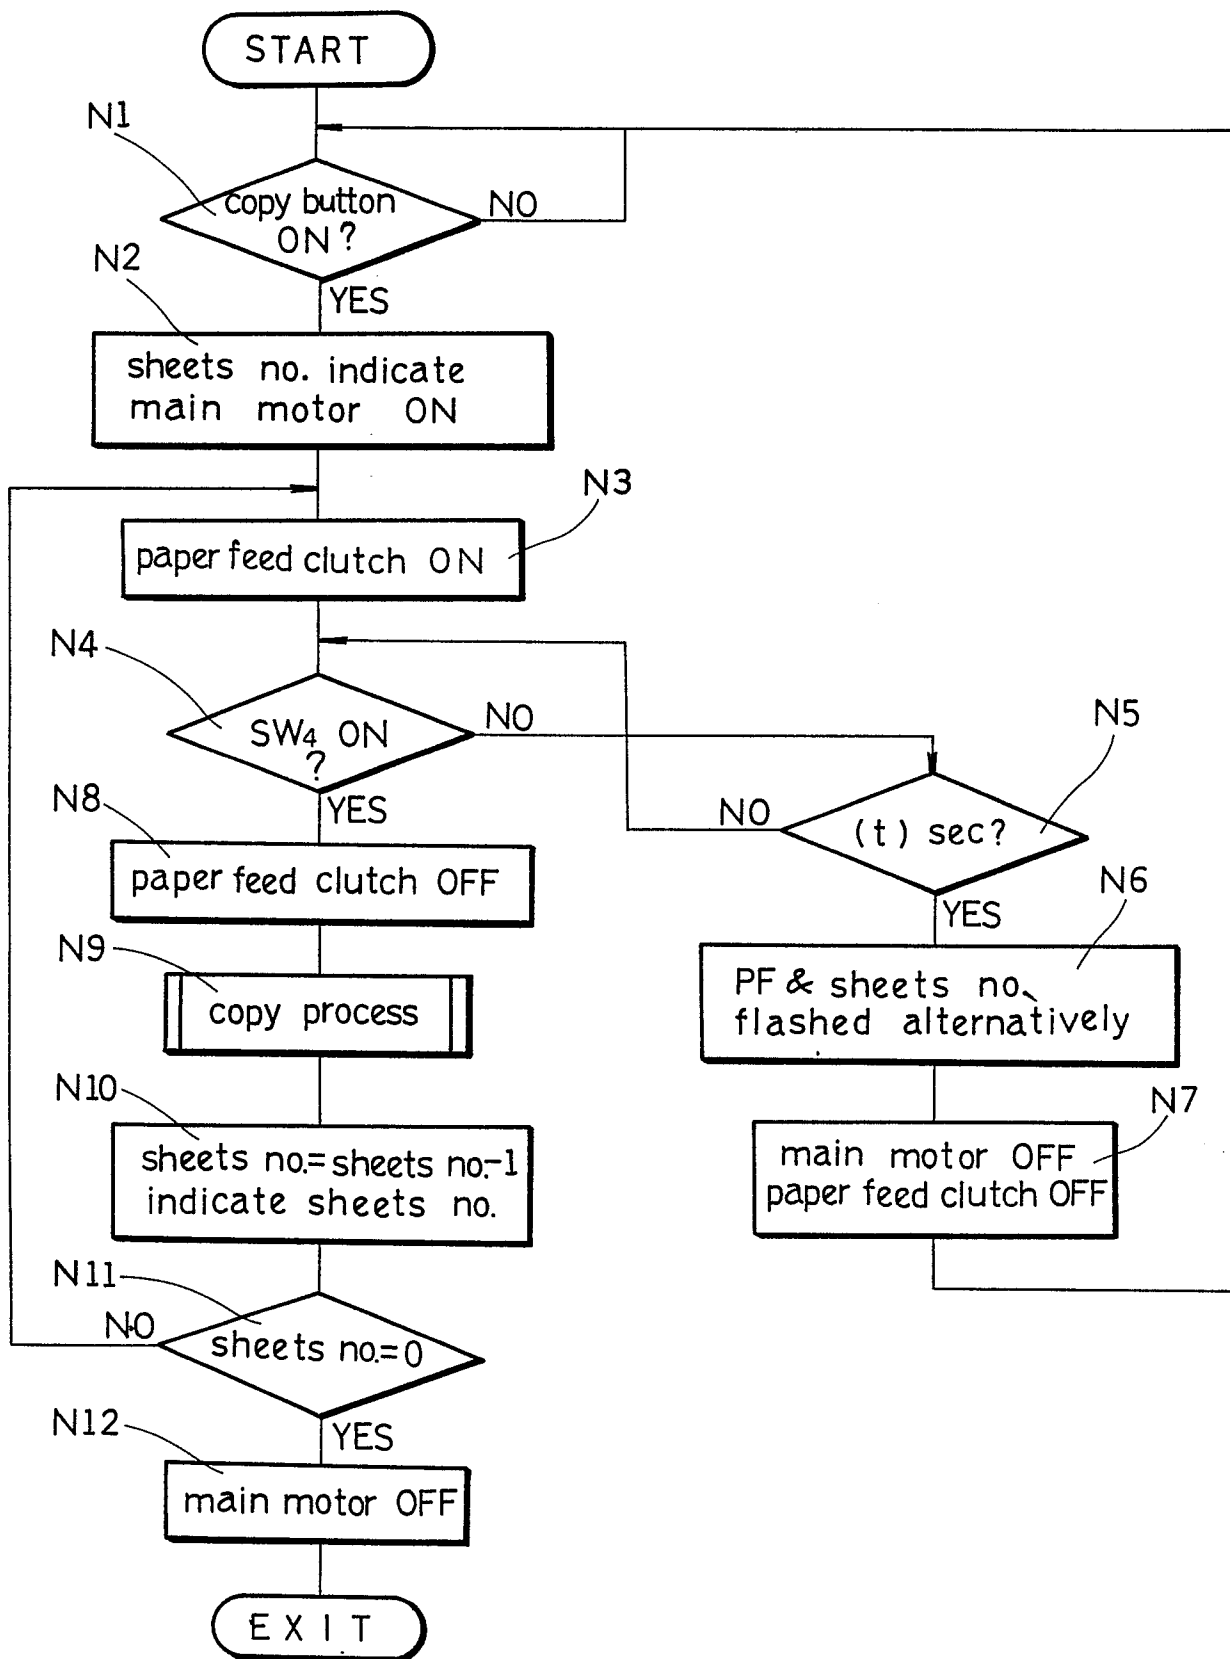 START
N1
copy button
ON?
NO
YES
N2
sheets no. indicate
main motor ON
N3
paper feed clutch ON
N4
SW4 ON
?
NO
YES
N5
(t) sec?
NO
YES
N6
PF & sheets no.
flashed alternatively
N7
main motor OFF
paper feed clutch OFF
N8
paper feed clutch OFF
N9
copy process
N10
sheets no.=sheets no.-1
indicate sheets no.
N11
sheets no.=0
NO
YES
N12
main motor OFF
EXIT